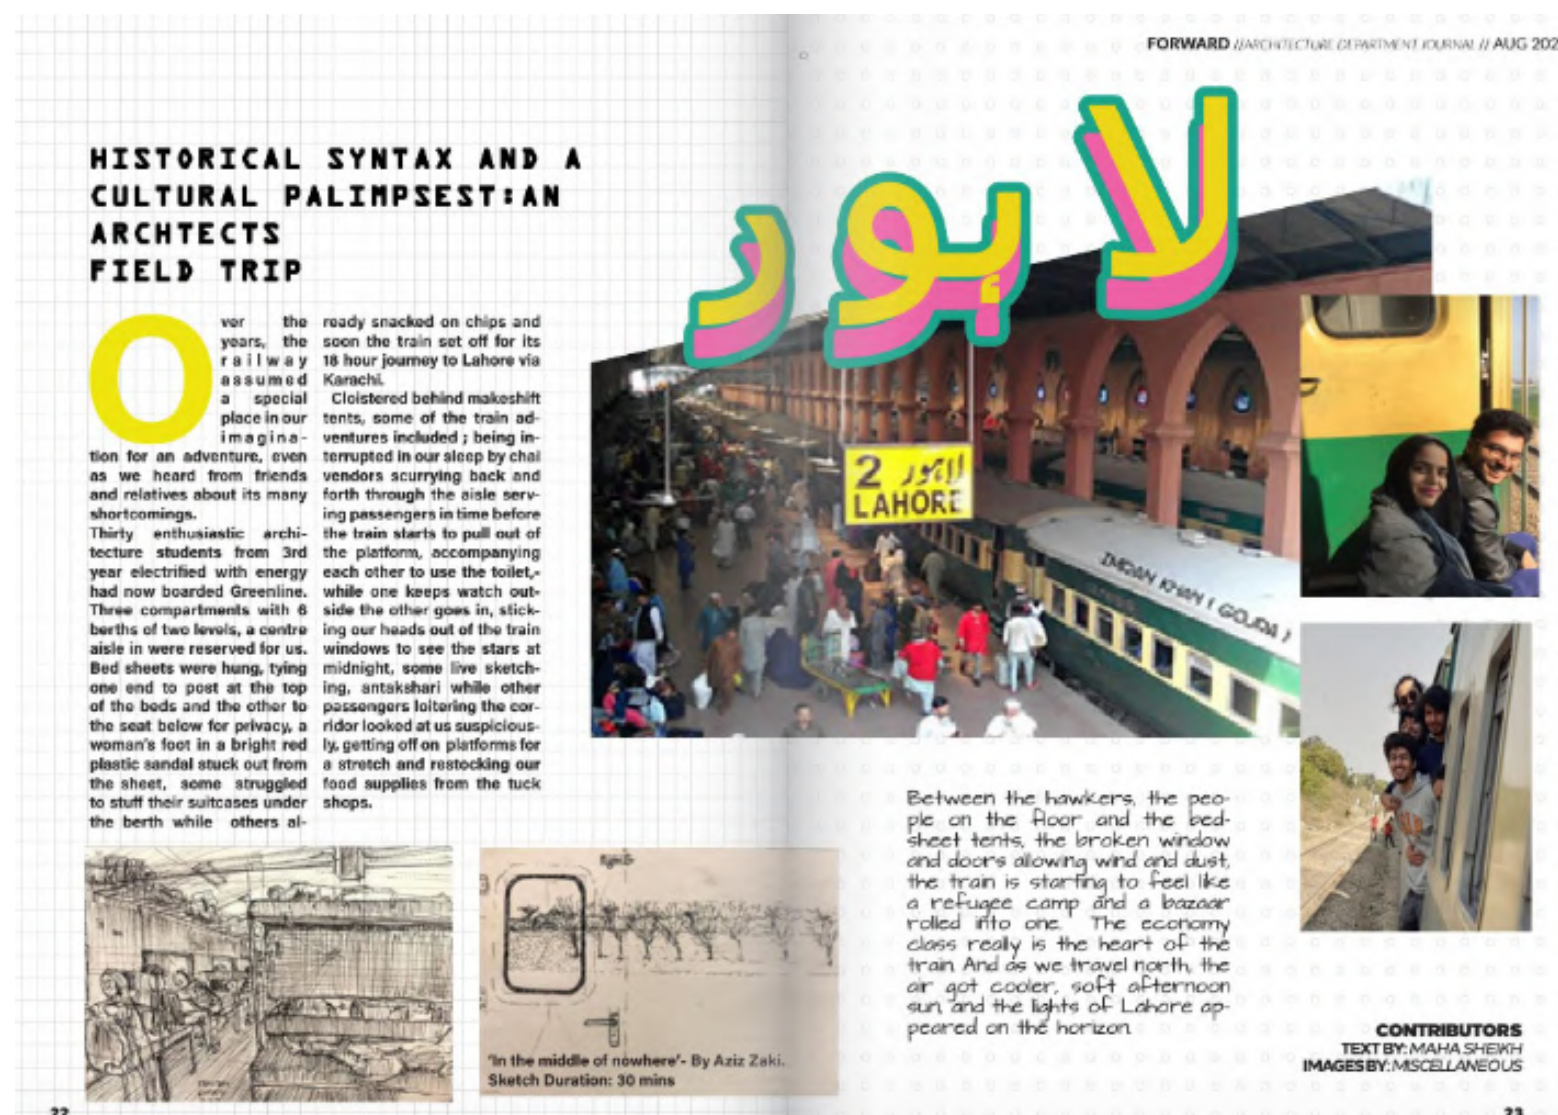 FORWARD //ARCHITECTURE DEPARTMENT JOURNAL // AUG 202
HISTORICAL SYNTAX AND A
CULTURAL PALIMPSEST:AN
ARCHTECTS
FIELD TRIP
Over the
years, the
railway
assumed
a special
place in our
imagina-
tion for an adventure, even
as we heard from friends
and relatives about its many
shortcomings.
Thirty enthusiastic archi-
tecture students from 3rd
year electrified with energy
had now boarded Greenline.
Three compartments with 6
berths of two levels, a centre
aisle in were reserved for us.
Bed sheets were hung, tying
one end to post at the top
of the beds and the other to
the seat below for privacy, a
woman's foot in a bright red
plastic sandal stuck out from
the sheet, some struggled
to stuff their suitcases under
the berth while others al-
ready snacked on chips and
soon the train set off for its
18 hour journey to Lahore via
Karachi.
Cloistered behind makeshift
tents, some of the train ad-
ventures included ; being in-
terrupted in our sleep by chai
vendors scurrying back and
forth through the aisle serv-
ing passengers in time before
the train starts to pull out of
the platform, accompanying
each other to use the toilet,-
while one keeps watch out-
side the other goes in, stick-
ing our heads out of the train
windows to see the stars at
midnight, some live sketch-
ing, antakshari while other
passengers loitering the cor-
ridor looked at us suspicious-
ly, getting off on platforms for
a stretch and restocking our
food supplies from the tuck
shops.
'In the middle of nowhere'- By Aziz Zaki.
Sketch Duration: 30 mins
22
لاہور
2 لاہور
LAHORE
IMRAN KHAN ( GOJRA )
Between the hawkers, the peo-
ple on the floor and the bed-
sheet tents, the broken window
and doors allowing wind and dust,
the train is starting to feel like
a refugee camp and a bazaar
rolled into one. The economy
class really is the heart of the
train. And as we travel north, the
air got cooler, soft afternoon
sun, and the lights of Lahore ap-
peared on the horizon.
CONTRIBUTORS
TEXT BY: MAHA SHEIKH
IMAGES BY: MISCELLANEOUS
23